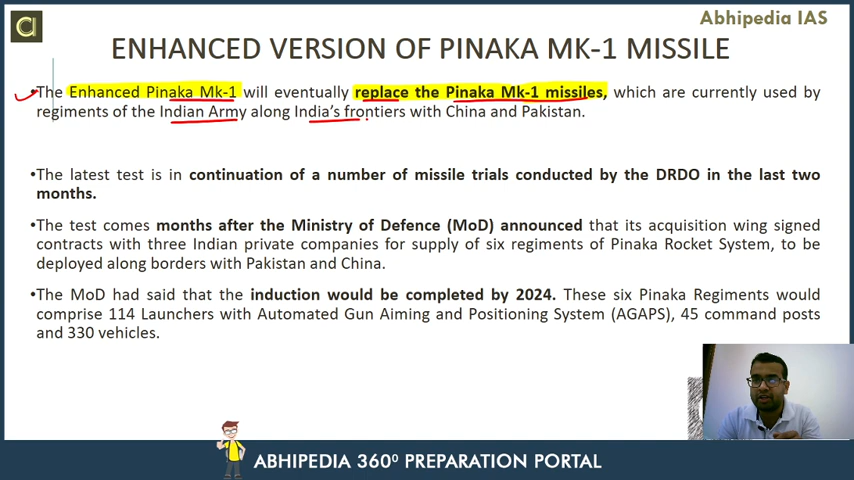 Abhipedia IAS
ENHANCED VERSION OF PINAKA MK-1 MISSILE
•The Enhanced Pinaka Mk-1 will eventually replace the Pinaka Mk-1 missiles, which are currently used by
regiments of the Indian Army along India's frontiers with China and Pakistan.
•The latest test is in continuation of a number of missile trials conducted by the DRDO in the last two
months.
•The test comes months after the Ministry of Defence (MoD) announced that its acquisition wing signed
contracts with three Indian private companies for supply of six regiments of Pinaka Rocket System, to be
deployed along borders with Pakistan and China.
•The MoD had said that the induction would be completed by 2024. These six Pinaka Regiments would
comprise 114 Launchers with Automated Gun Aiming and Positioning System (AGAPS), 45 command posts
and 330 vehicles.
ABHIPEDIA 360⁰ PREPARATION PORTAL